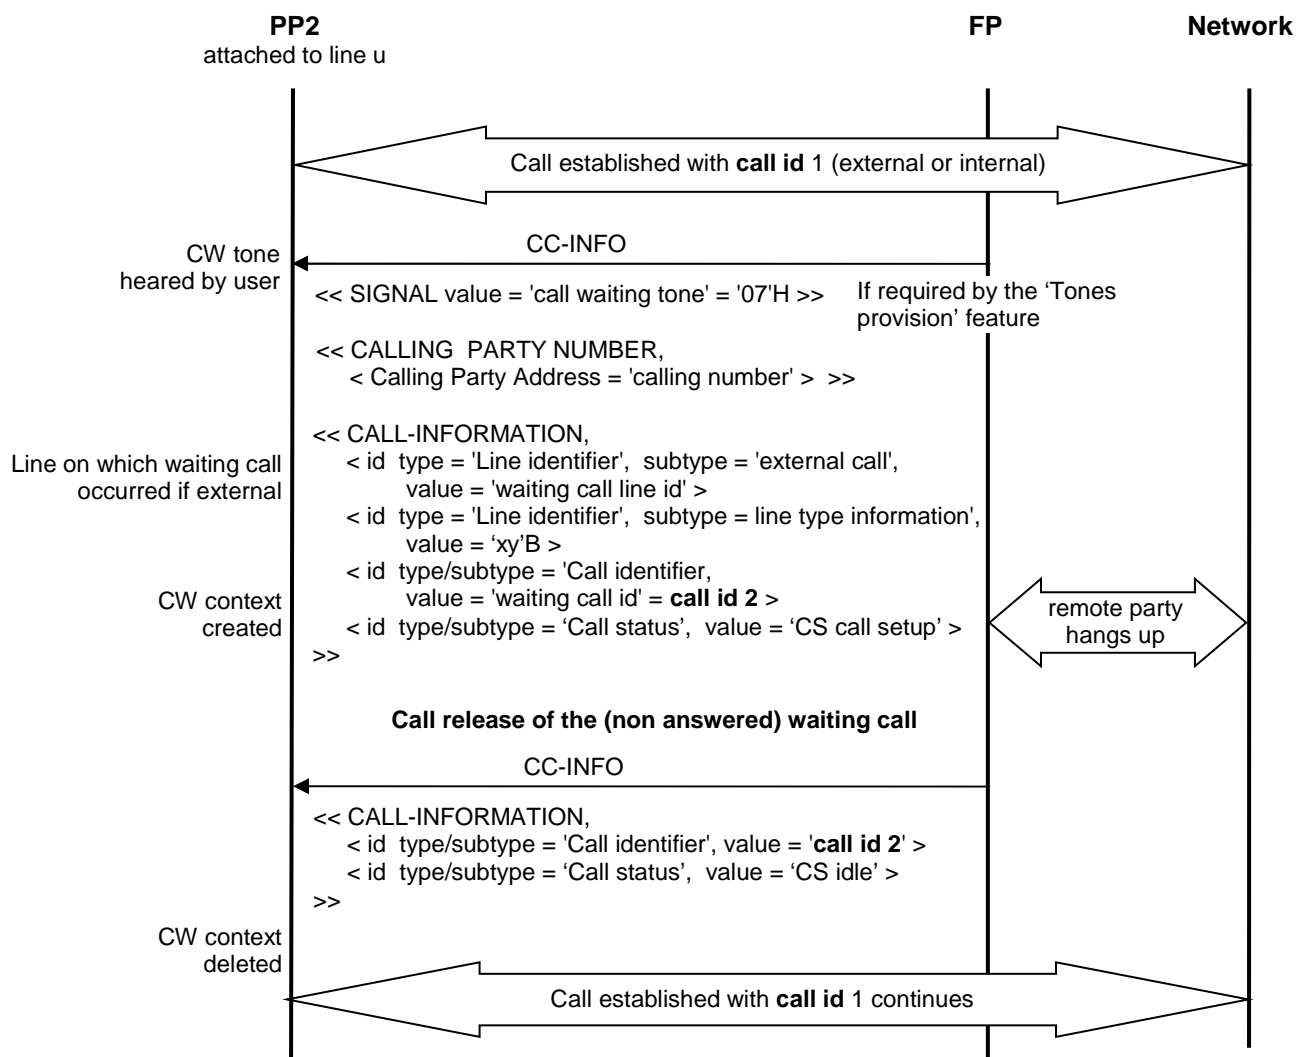 PP2
attached to line u
FP
Network
Call established with call id 1 (external or internal)
CW tone
heared by user
CC-INFO
<< SIGNAL value = 'call waiting tone' = '07'H >>
If required by the ‘Tones
provision’ feature
<< CALLING  PARTY NUMBER,
< Calling Party Address = 'calling number' >  >>
<< CALL-INFORMATION,
Line on which waiting call
occurred if external
< id  type = 'Line identifier',  subtype = 'external call',
value = 'waiting call line id' >
< id  type = 'Line identifier',  subtype = line type information',
value = ‘xy’B >
< id  type/subtype = 'Call identifier,
value = 'waiting call id' = call id 2 >
< id  type/subtype = ‘Call status’,  value = ‘CS call setup’ >
>>
CW context
created
remote party
hangs up
Call release of the (non answered) waiting call
CC-INFO
<< CALL-INFORMATION,
< id  type/subtype = 'Call identifier', value = 'call id 2' >
< id  type/subtype = ‘Call status’,  value = ‘CS idle’ >
>>
CW context
deleted
Call established with call id 1 continues